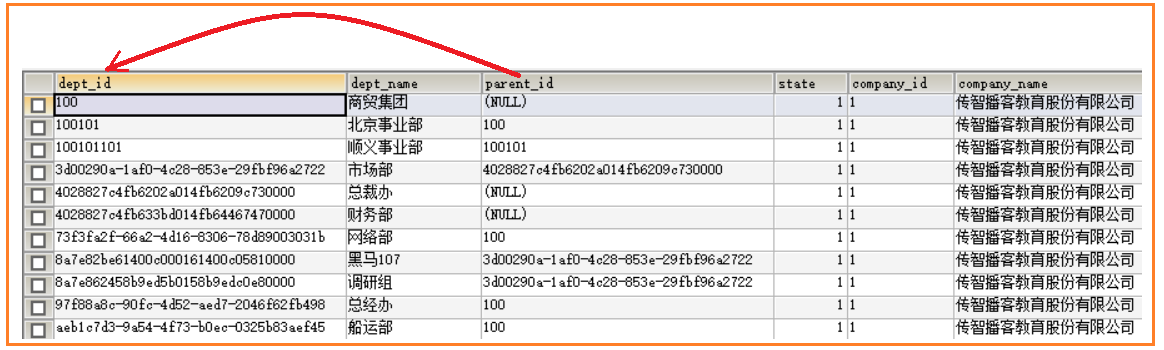 dept_id dept_name parent_id state company_id company_name
100 商贸集团 (NULL) 1 1 传智播客教育股份有限公司
100101 北京事业部 100 1 1 传智播客教育股份有限公司
100101101 顺义事业部 100101 1 1 传智播客教育股份有限公司
3d00290a-1af0-4c28-853e-29fbf96a2722 市场部 4028827c4fb6202a014fb6209c730000 1 1 传智播客教育股份有限公司
4028827c4fb6202a014fb6209c730000 总裁办 (NULL) 1 1 传智播客教育股份有限公司
4028827c4fb633bd014fb64467470000 财务部 (NULL) 1 1 传智播客教育股份有限公司
73f3fa2f-66a2-4d16-8306-78d89003031b 网络部 100 1 1 传智播客教育股份有限公司
8a7e82be61400c000161400c05810000 黑马107 3d00290a-1af0-4c28-853e-29fbf96a2722 1 1 传智播客教育股份有限公司
8a7e862458b9ed5b0158b9edc0e80000 调研组 3d00290a-1af0-4c28-853e-29fbf96a2722 1 1 传智播客教育股份有限公司
97f88a8c-90fc-4d52-aed7-2046f62fb498 总经办 100 1 1 传智播客教育股份有限公司
aeb1c7d3-9a54-4f73-b0ec-0325b83aef45 船运部 100 1 1 传智播客教育股份有限公司